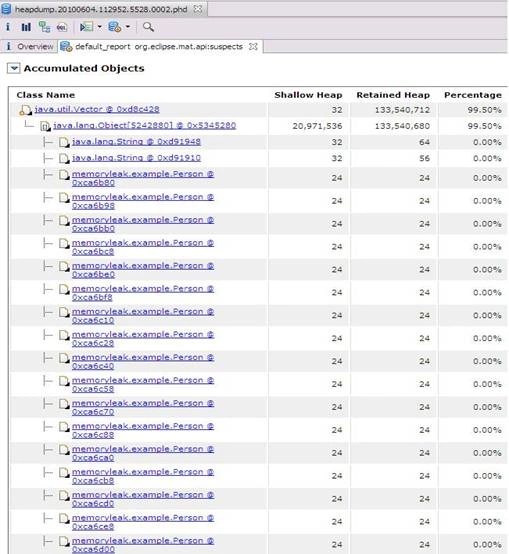 heapdump.20100604.112952.5528.0002.phd
Overview default_report org.eclipse.mat.api:suspects
Accumulated Objects
Class Name Shallow Heap Retained Heap Percentage
java.util.Vector @ 0xd8c428 32 133,540,712 99.50%
java.lang.Object[5242880] @ 0x5345280 20,971,536 133,540,680 99.50%
java.lang.String @ 0xd91948 32 64 0.00%
java.lang.String @ 0xd91910 32 56 0.00%
memoryleak.example.Person @
0xca6b80 24 24 0.00%
memoryleak.example.Person @
0xca6b98 24 24 0.00%
memoryleak.example.Person @
0xca6bb0 24 24 0.00%
memoryleak.example.Person @
0xca6bc8 24 24 0.00%
memoryleak.example.Person @
0xca6be0 24 24 0.00%
memoryleak.example.Person @
0xca6bf8 24 24 0.00%
memoryleak.example.Person @
0xca6c10 24 24 0.00%
memoryleak.example.Person @
0xca6c28 24 24 0.00%
memoryleak.example.Person @
0xca6c40 24 24 0.00%
memoryleak.example.Person @
0xca6c58 24 24 0.00%
memoryleak.example.Person @
0xca6c70 24 24 0.00%
memoryleak.example.Person @
0xca6c88 24 24 0.00%
memoryleak.example.Person @
0xca6ca0 24 24 0.00%
memoryleak.example.Person @
0xca6cb8 24 24 0.00%
memoryleak.example.Person @
0xca6cd0 24 24 0.00%
memoryleak.example.Person @
0xca6ce8 24 24 0.00%
memoryleak.example.Person @
0xca6d00 24 24 0.00%